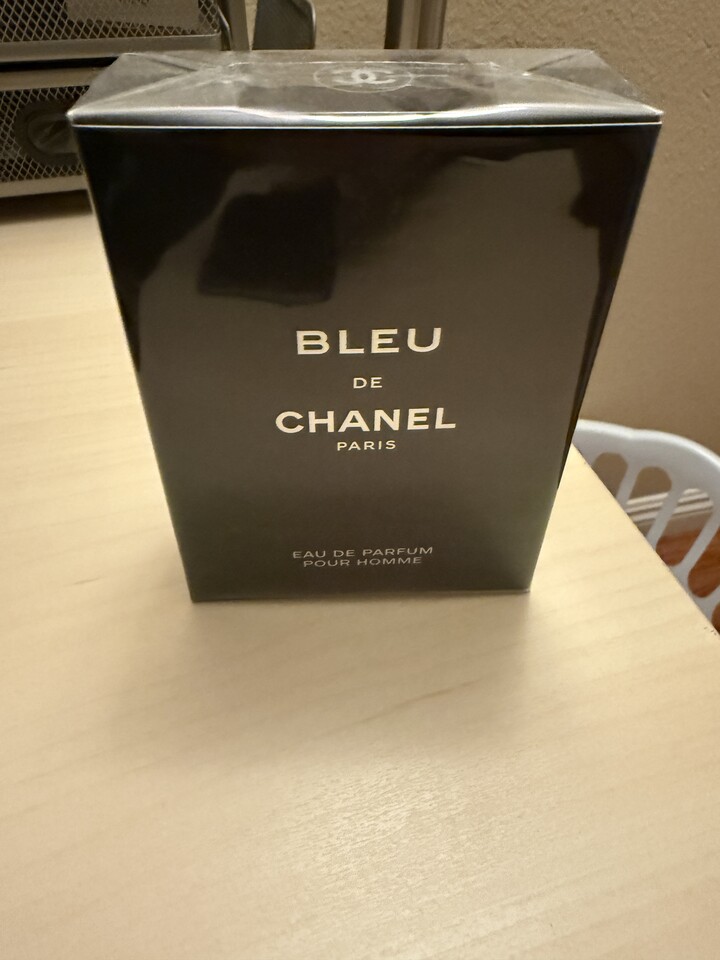 BLEU
DE
CHANEL
PARIS
EAU DE PARFUM
POUR HOMME